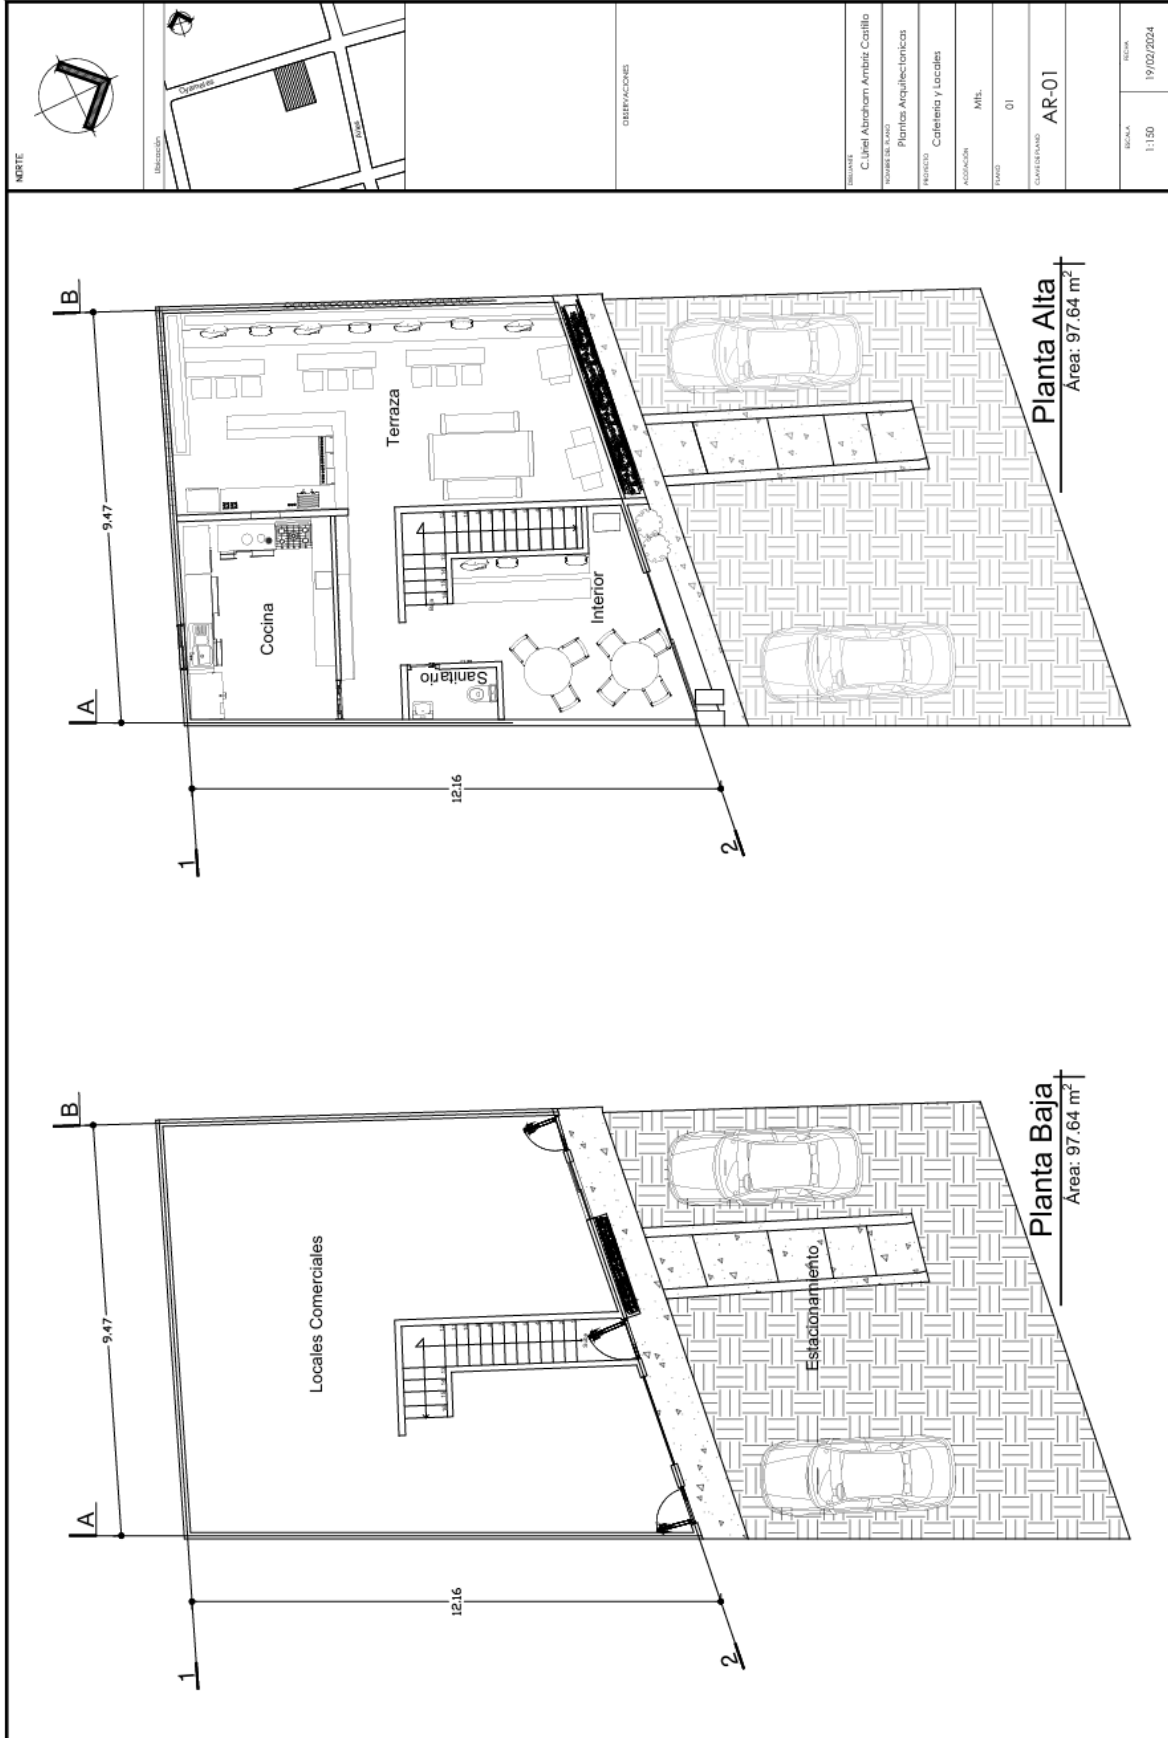 NORTE
Ubicación
Oyameles
Aries
OBSERVACIONES
DIBUJANTE
C.Uriel Abraham Ambriz Castillo
NOMBRE DEL PLANO
Plantas Arquitectonicas
PROYECTO
Cafeteria y Locales
ACOTACIÓN
Mts.
PLANO
01
CLAVE DE PLANO
AR-01
ESCALA
1:150
FECHA
19/02/2024
A
B
9.47
1
12.16
2
Locales Comerciales
Estacionamiento
Planta Baja
Área: 97.64 m²
A
B
9.47
1
12.16
2
Cocina
Terraza
Sanitario
Interior
Planta Alta
Área: 97.64 m²